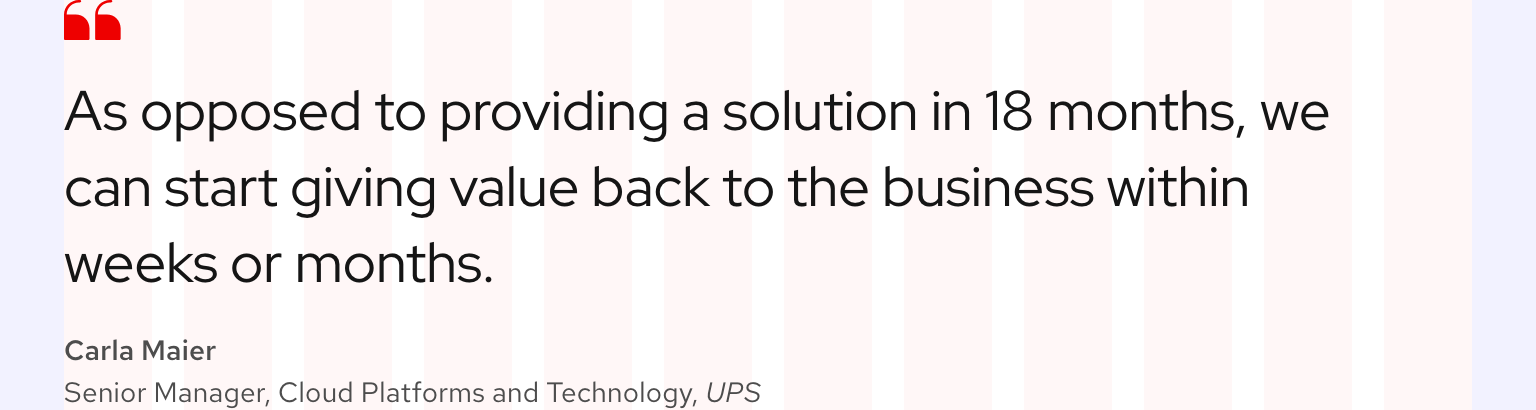 As opposed to providing a solution in 18 months, we
can start giving value back to the business within
weeks or months.
Carla Maier
Senior Manager, Cloud Platforms and Technology, UPS